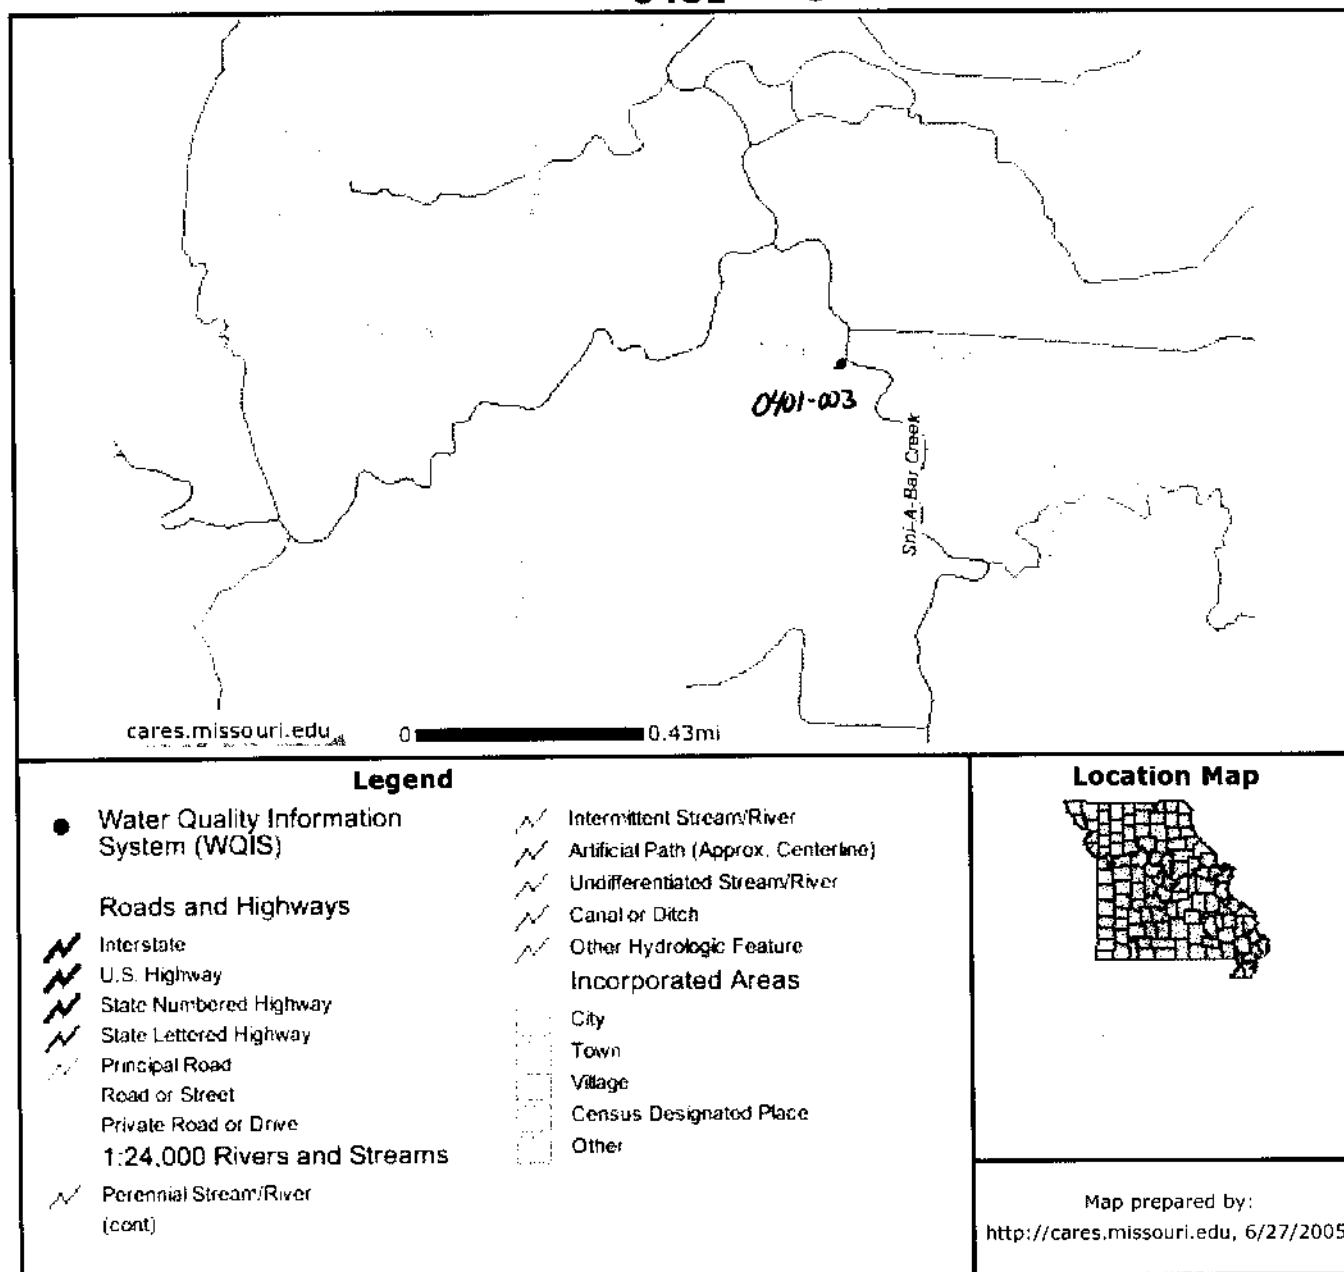 0401-003
Sni-A-Bar Creek
cares.missouri.edu
0 0.43mi
Legend
Water Quality Information
System (WQIS)
Roads and Highways
Interstate
U.S. Highway
State Numbered Highway
State Lettered Highway
Principal Road
Road or Street
Private Road or Drive
1:24,000 Rivers and Streams
Perennial Stream/River
(cont)
Intermittent Stream/River
Artificial Path (Approx. Centerline)
Undifferentiated Stream/River
Canal or Ditch
Other Hydrologic Feature
Incorporated Areas
City
Town
Village
Census Designated Place
Other
Location Map
Map prepared by:
http://cares.missouri.edu, 6/27/2005